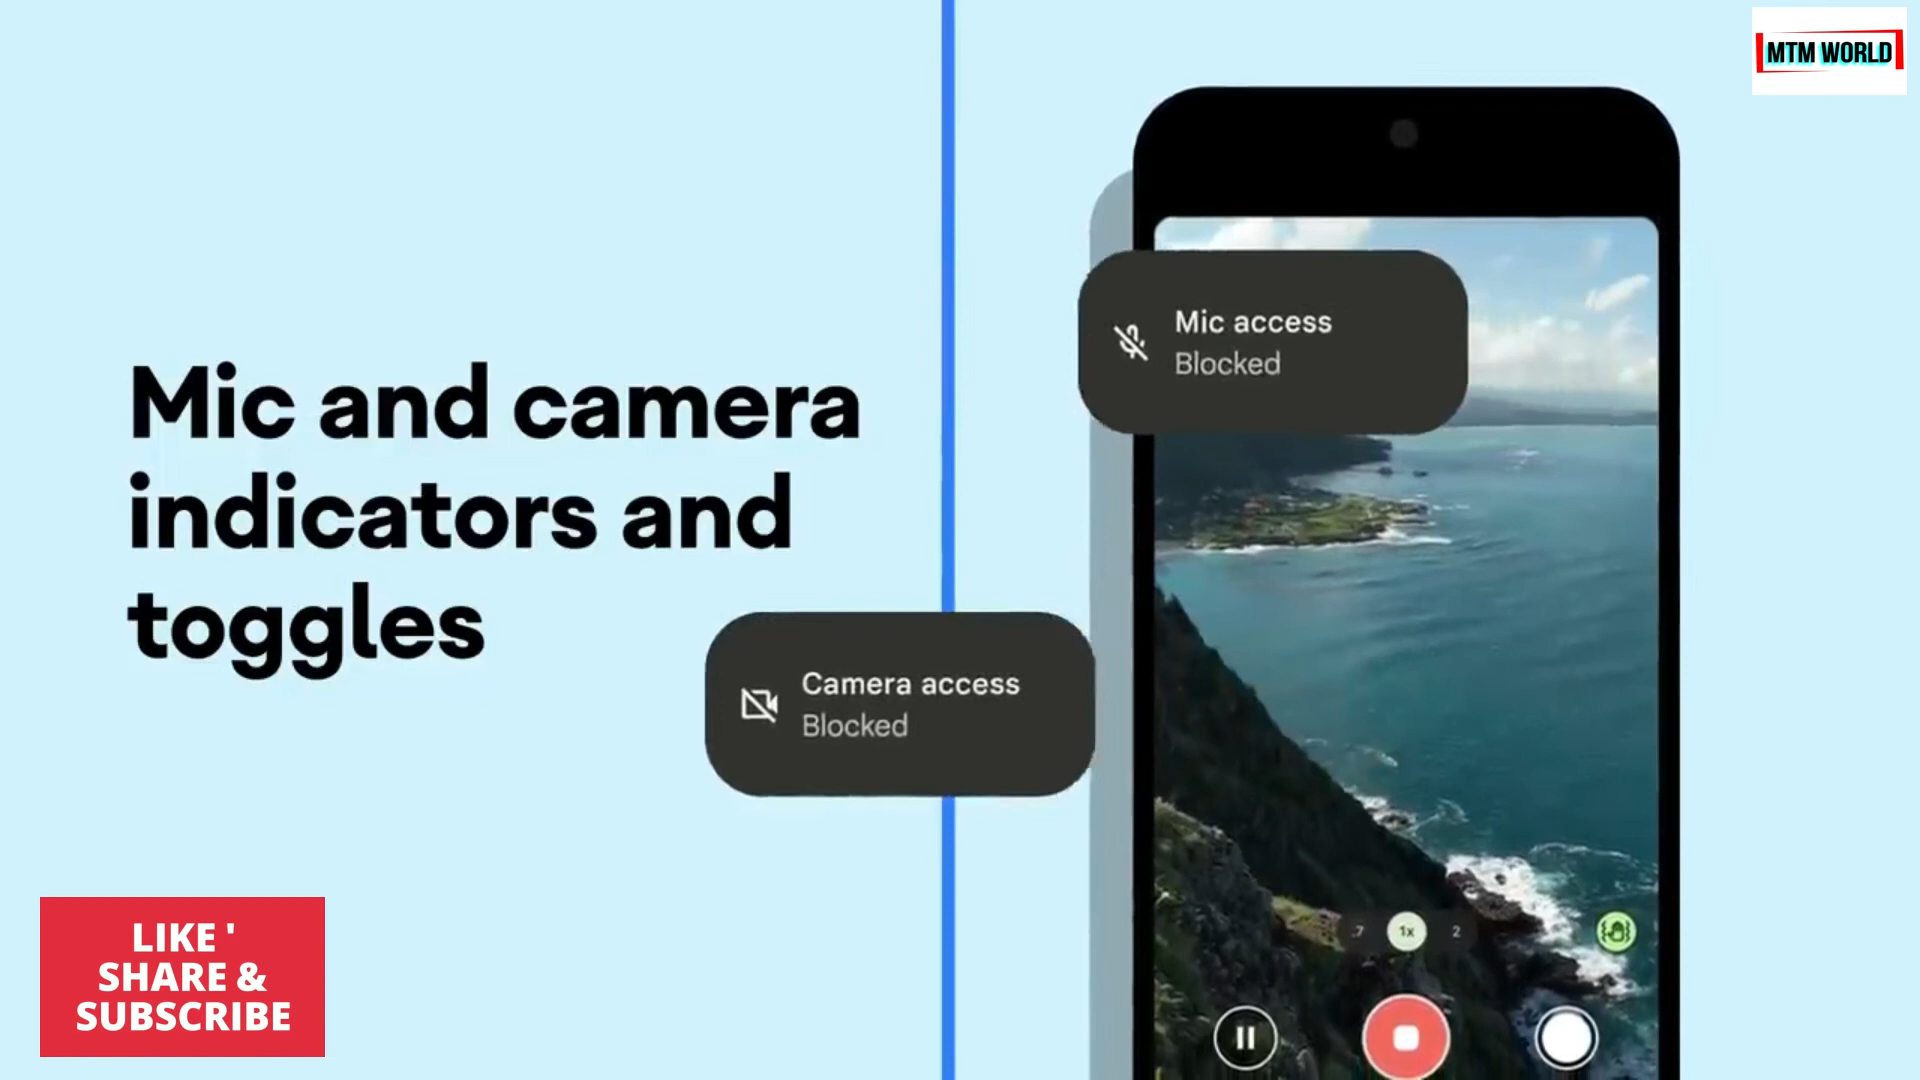 MTM WORLD
Mic and camera
indicators and
toggles
Mic access
Blocked
Camera access
Blocked
.7 1x 2
LIKE '
SHARE &
SUBSCRIBE